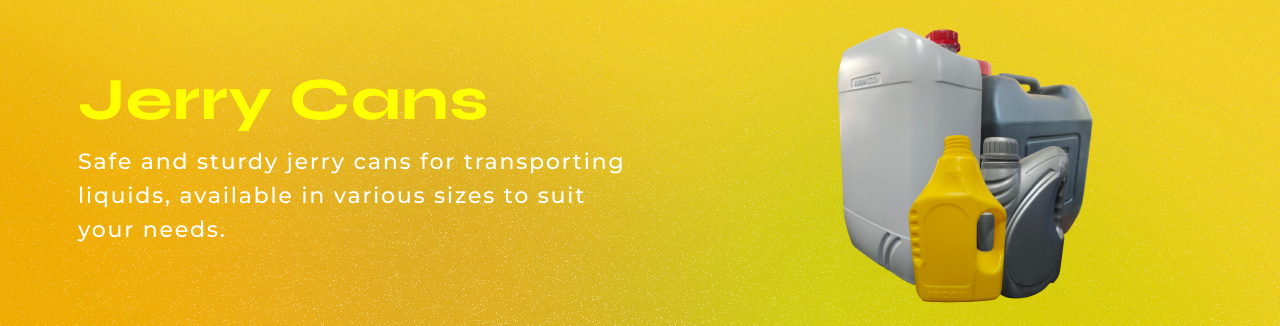 Jerry Cans
Safe and sturdy jerry cans for transporting
liquids, available in various sizes to suit
your needs.